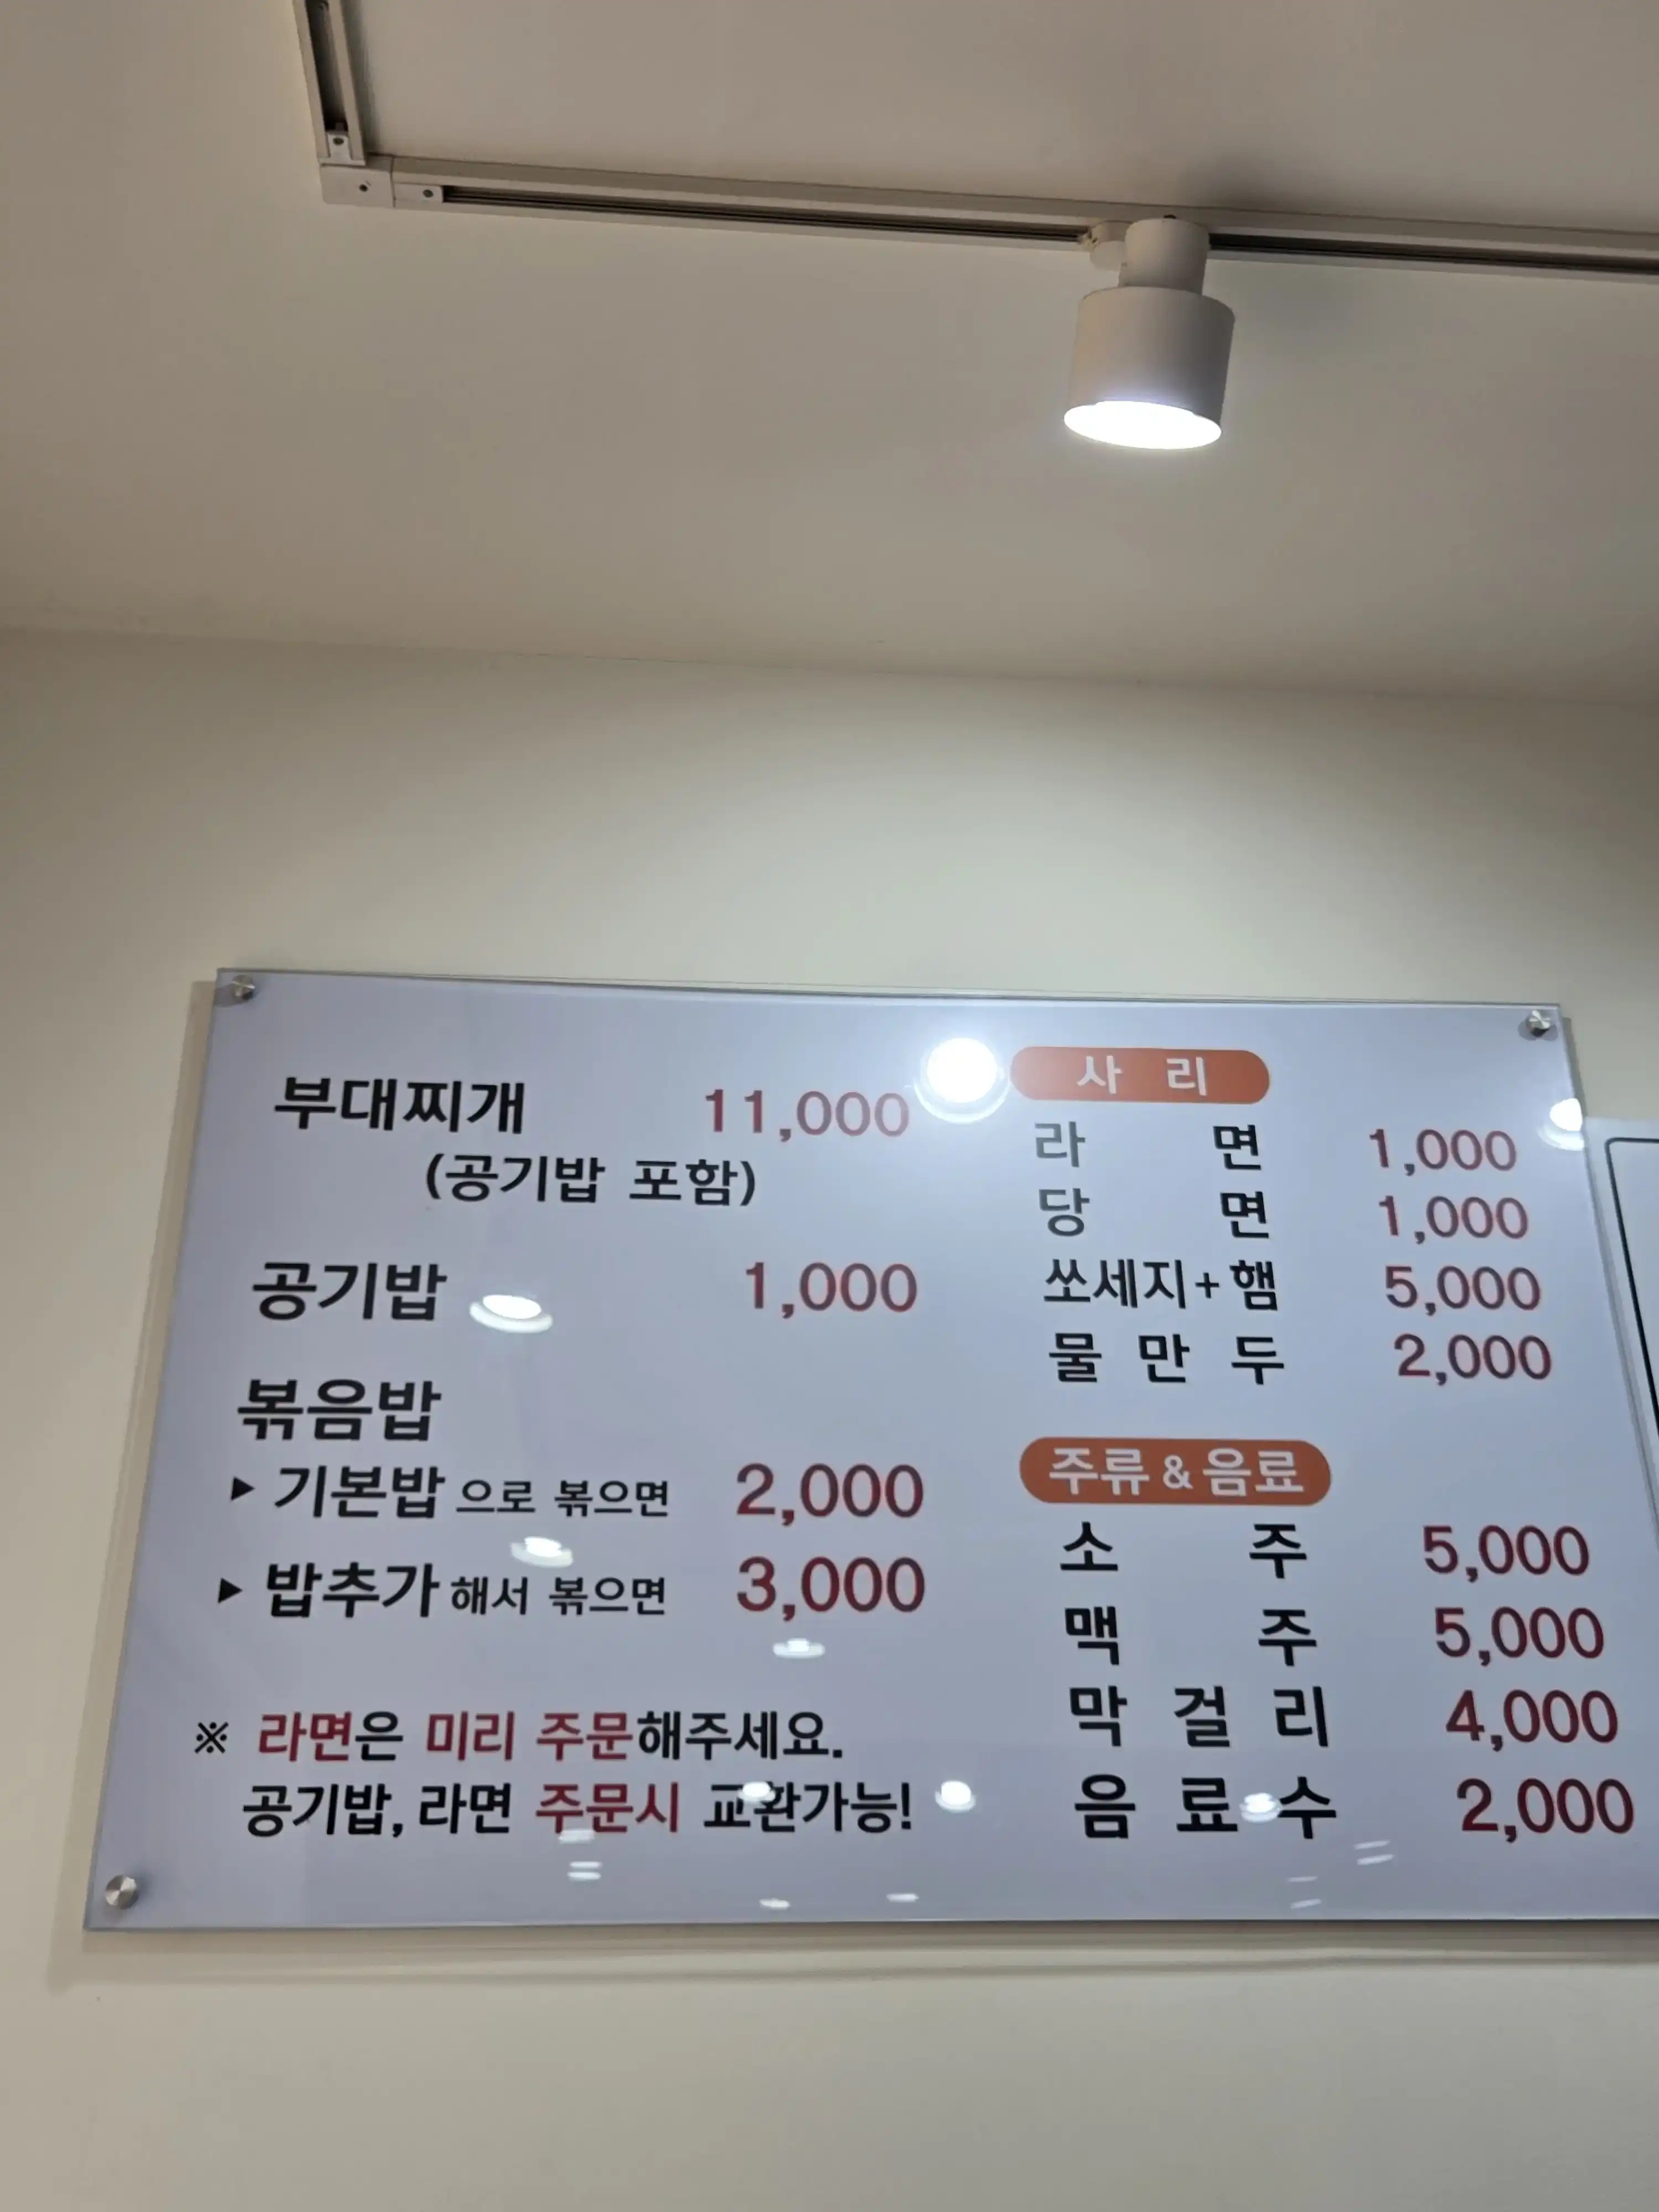 부대찌개 11,000
(공기밥 포함)
공기밥 1,000
볶음밥
▶ 기본밥으로 볶으면 2,000
▶ 밥추가해서 볶으면 3,000
※ 라면은 미리 주문해주세요.
공기밥, 라면 주문시 교환가능!
사 리
라 면 1,000
당 면 1,000
쏘세지+햄 5,000
물 만 두 2,000
주류 & 음료
소 주 5,000
맥 주 5,000
막 걸 리 4,000
음 료 수 2,000